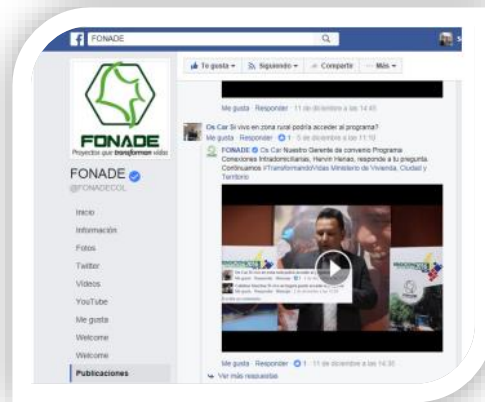 FONADE
Te gusta
Siguiendo
Compartir
Más
Me gusta · Responder · 11 de diciembre a las 14:40
Os Car Si vivo en zona rural podría acceder al programa?
Me gusta · Responder · 1 · 5 de diciembre a las 11:10
FONADE Os Car Nuestro Gerente de convenio Programa
Conexiones Intradomiciliarias, Hervin Henao, responde a tu pregunta.
Continuamos #TransformandoVidas Ministerio de Vivienda, Ciudad y
Territorio
FONADE
Proyectos que transforman vidas
FONADE
@FONADECOL
Inicio
Información
Fotos
Twitter
Videos
YouTube
Me gusta
Welcome
Welcome
Publicaciones
Me gusta · Responder · 1 · 11 de diciembre a las 14:35
Ver más respuestas